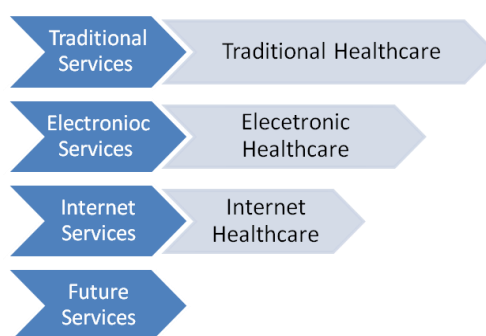 Traditional
Services
Traditional Healthcare
Electronioc
Services
Elecetronic
Healthcare
Internet
Services
Internet
Healthcare
Future
Services